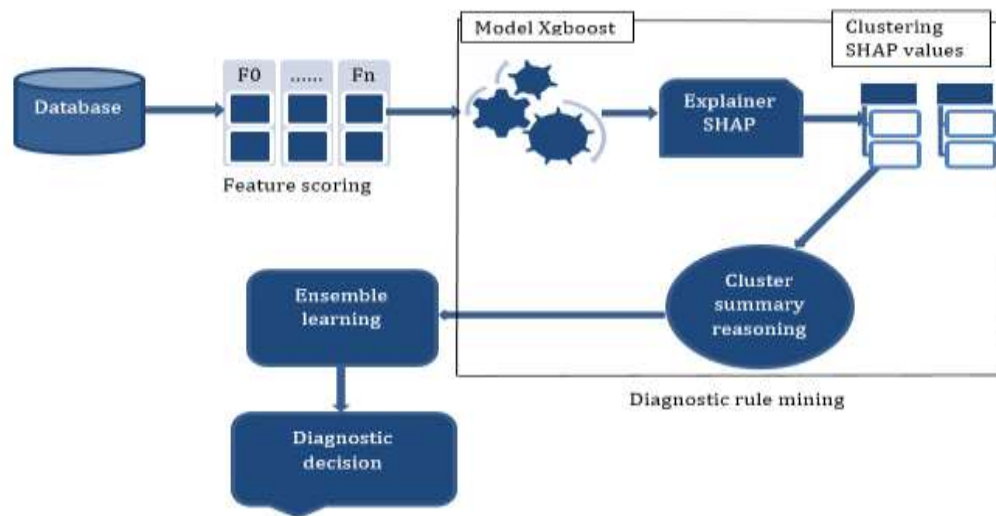 Model Xgboost
Clustering
SHAP values
Database
F0
......
Fn
Explainer
SHAP
Feature scoring
Cluster
summary
reasoning
Ensemble
learning
Diagnostic rule mining
Diagnostic
decision